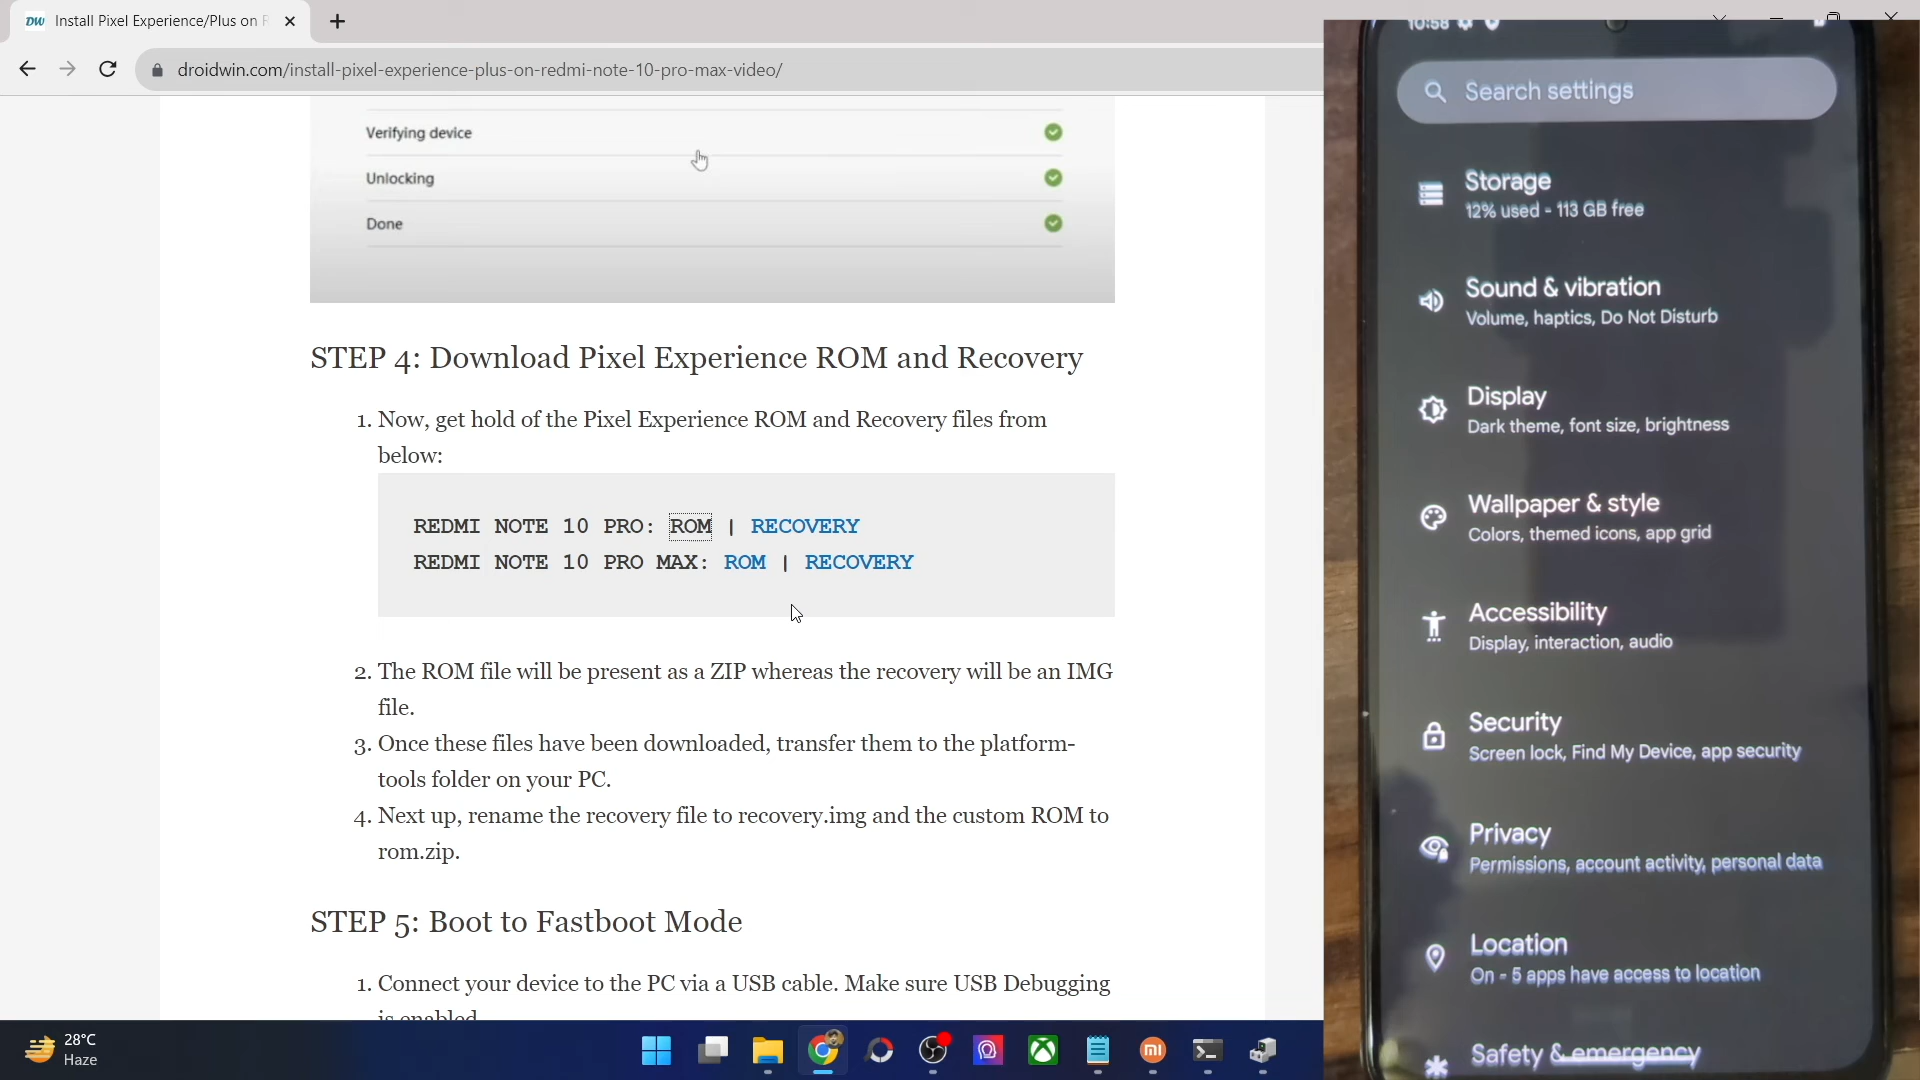 DW Install Pixel Experience/Plus on R
droidwin.com/install-pixel-experience-plus-on-redmi-note-10-pro-max-video/
Verifying device
Unlocking
Done
STEP 4: Download Pixel Experience ROM and Recovery
1. Now, get hold of the Pixel Experience ROM and Recovery files from
below:
REDMI NOTE 10 PRO: ROM | RECOVERY
REDMI NOTE 10 PRO MAX: ROM | RECOVERY
2. The ROM file will be present as a ZIP whereas the recovery will be an IMG
file.
3. Once these files have been downloaded, transfer them to the platform-
tools folder on your PC.
4. Next up, rename the recovery file to recovery.img and the custom ROM to
rom.zip.
STEP 5: Boot to Fastboot Mode
1. Connect your device to the PC via a USB cable. Make sure USB Debugging
is enabled
28°C
Haze
mi
10:58
Search settings
Storage
12% used - 113 GB free
Sound & vibration
Volume, haptics, Do Not Disturb
Display
Dark theme, font size, brightness
Wallpaper & style
Colors, themed icons, app grid
Accessibility
Display, interaction, audio
Security
Screen lock, Find My Device, app security
Privacy
Permissions, account activity, personal data
Location
On - 5 apps have access to location
Safety & emergency